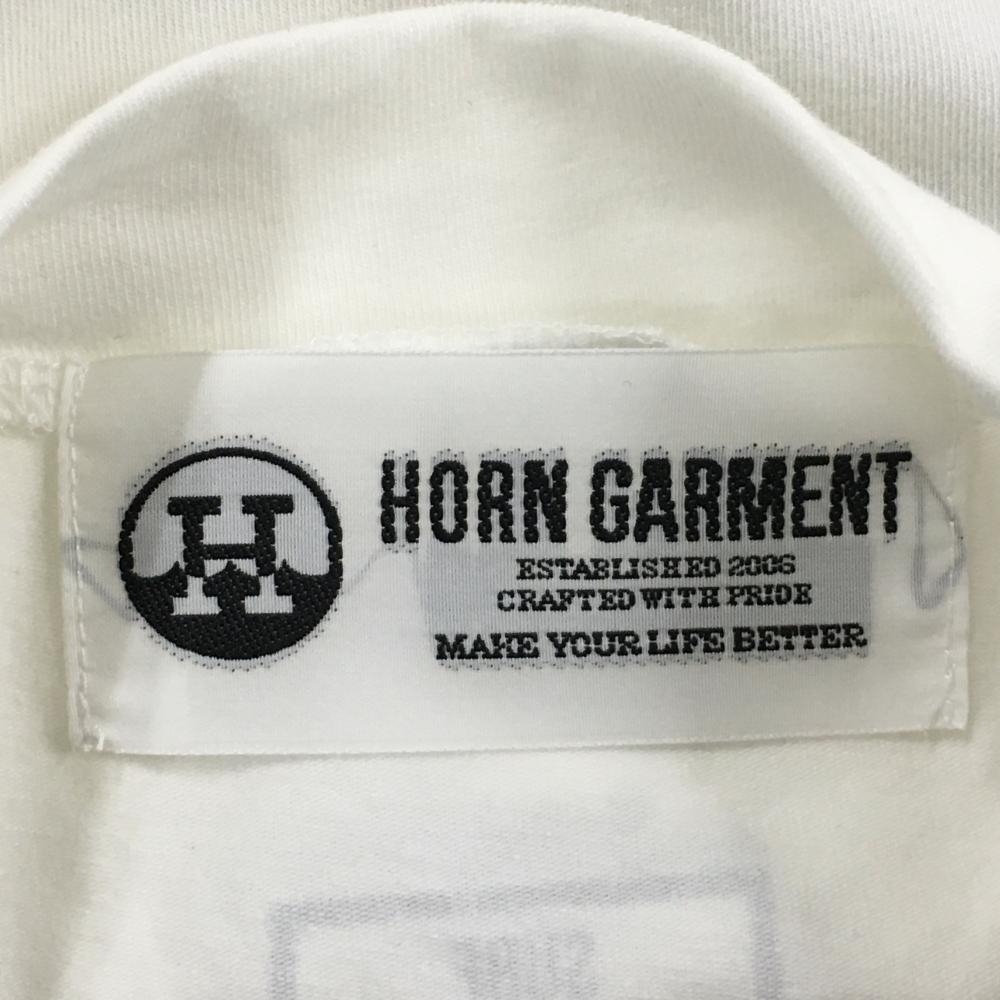 H
HORN GARMENT
ESTABLISHED 2006
CRAFTED WITH PRIDE
MAKE YOUR LIFE BETTER